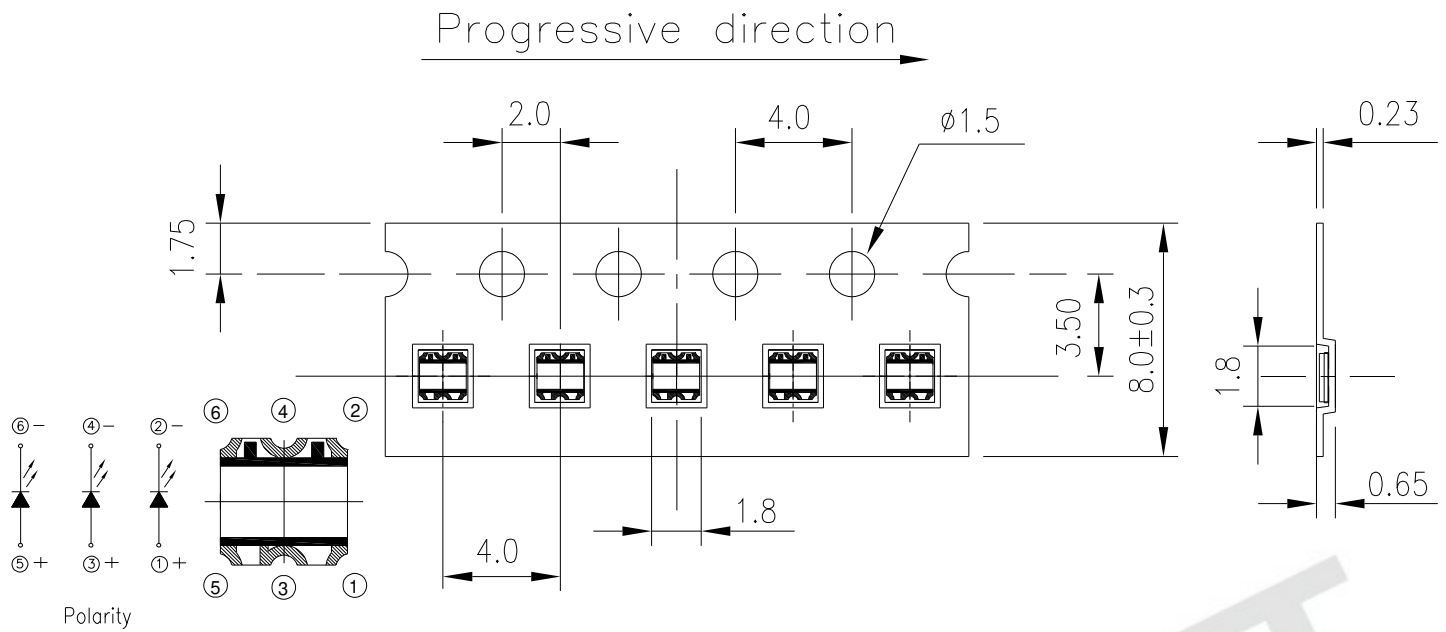 Progressive direction
2.0
4.0
ø1.5
0.23
1.75
3.50
8.0±0.3
1.8
0.65
1.8
4.0
⑥ ④ ②
⑥- ④- ②-
⑤+ ③+ ①+
⑤ ③ ①
Polarity